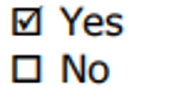 ☑ Yes
☐ No